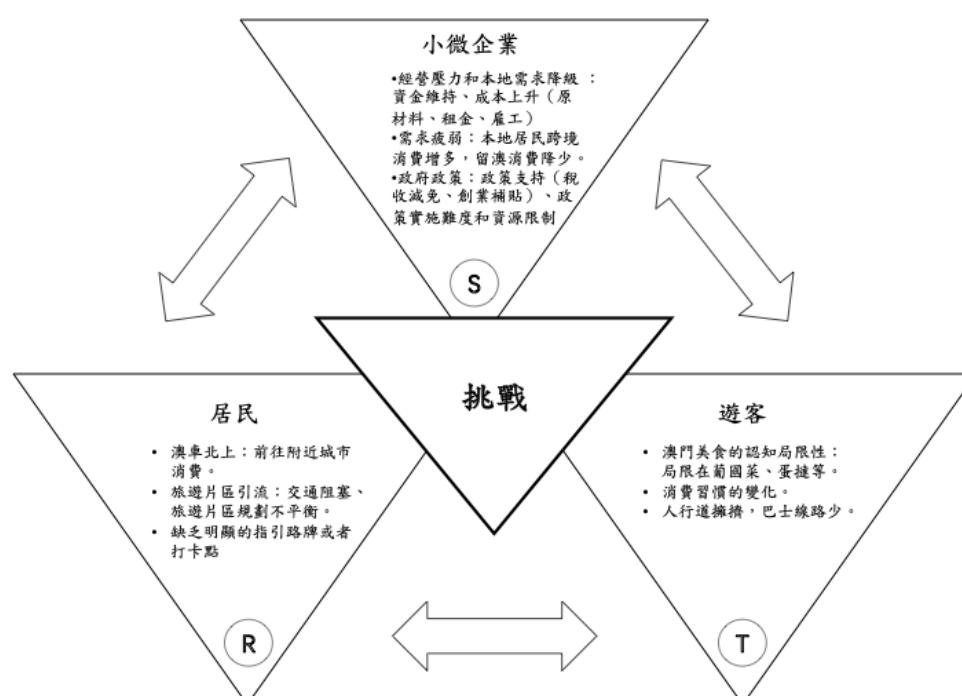 小微企業
•經營壓力和本地需求降級：
資金維持、成本上升（原
材料、租金、雇工）
•需求疲弱：本地居民跨境
消費增多，留澳消費降少。
•政府政策：政策支持（稅
收減免、創業補貼）、政
策實施難度和資源限制
S
挑戰
居民
• 澳車北上：前往附近城市
消費。
• 旅遊片區引流：交通阻塞、
旅遊片區規劃不平衡。
• 缺乏明顯的指引路牌或者
打卡點
R
遊客
• 澳門美食的認知局限性：
局限在葡國菜、蛋撻等。
• 消費習慣的變化。
• 人行道擁擠，巴士線路少。
T